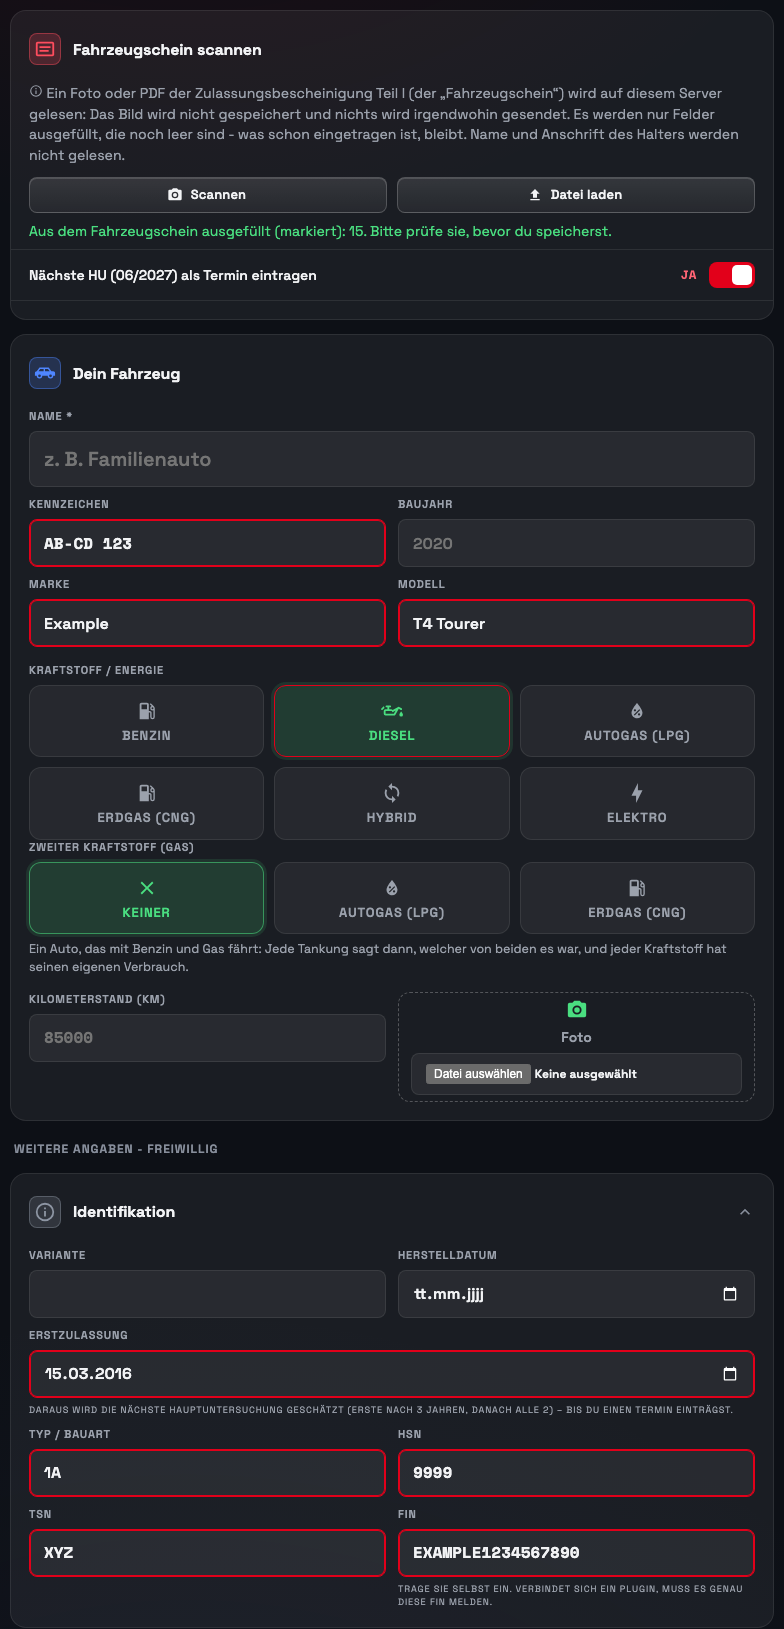 Fahrzeugschein scannen
Ein Foto oder PDF der Zulassungsbescheinigung Teil I (der „Fahrzeugschein“) wird auf diesem Server
gelesen: Das Bild wird nicht gespeichert und nichts wird irgendwohin gesendet. Es werden nur Felder
ausgefüllt, die noch leer sind - was schon eingetragen ist, bleibt. Name und Anschrift des Halters werden
nicht gelesen.
Scannen
Datei laden
Aus dem Fahrzeugschein ausgefüllt (markiert): 15. Bitte prüfe sie, bevor du speicherst.
Nächste HU (06/2027) als Termin eintragen
JA
Dein Fahrzeug
NAME *
z. B. Familienauto
KENNZEICHEN
BAUJAHR
AB-CD 123
2020
MARKE
MODELL
Example
T4 Tourer
KRAFTSTOFF / ENERGIE
BENZIN
DIESEL
AUTOGAS (LPG)
ERDGAS (CNG)
HYBRID
ELEKTRO
ZWEITER KRAFTSTOFF (GAS)
KEINER
AUTOGAS (LPG)
ERDGAS (CNG)
Ein Auto, das mit Benzin und Gas fährt: Jede Tankung sagt dann, welcher von beiden es war, und jeder Kraftstoff hat
seinen eigenen Verbrauch.
KILOMETERSTAND (KM)
85000
Foto
Datei auswählen Keine ausgewählt
WEITERE ANGABEN - FREIWILLIG
Identifikation
VARIANTE
HERSTELLDATUM
tt.mm.jjjj
ERSTZULASSUNG
15.03.2016
DARAUS WIRD DIE NÄCHSTE HAUPTUNTERSUCHUNG GESCHÄTZT (ERSTE NACH 3 JAHREN, DANACH ALLE 2) – BIS DU EINEN TERMIN EINTRÄGST.
TYP / BAUART
HSN
1A
9999
TSN
FIN
XYZ
EXAMPLE1234567890
TRAGE SIE SELBST EIN. VERBINDET SICH EIN PLUGIN, MUSS ES GENAU
DIESE FIN MELDEN.